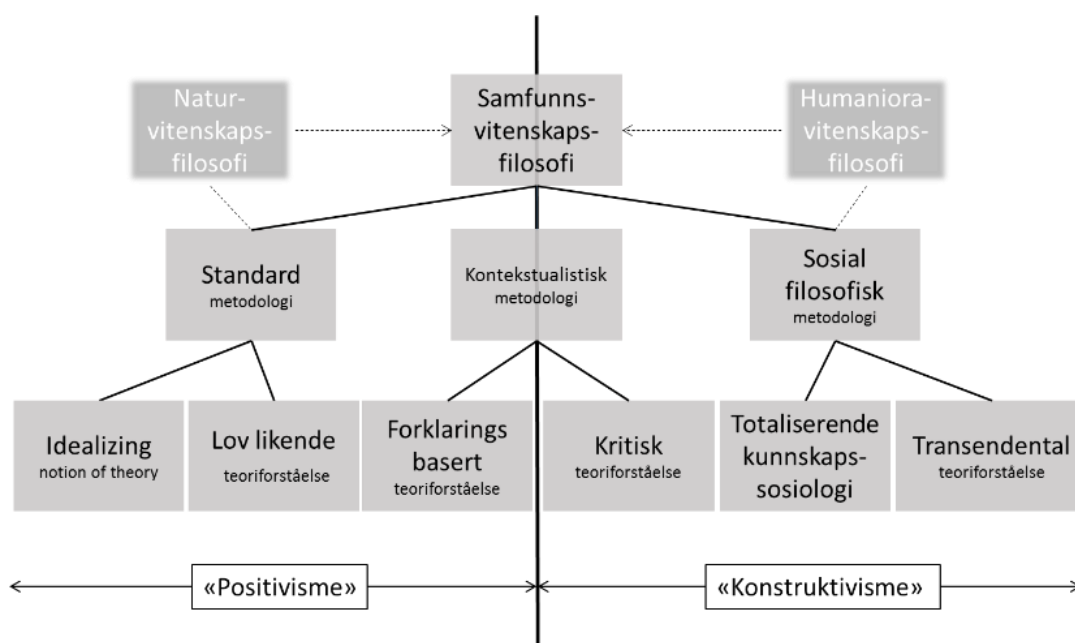 Natur-
vitenskaps-
filosofi
Samfunns-
vitenskaps-
filosofi
Humaniora-
vitenskaps-
filosofi
Standard
metodologi
Kontekstualistisk
metodologi
Sosial
filosofisk
metodologi
Idealizing
notion of theory
Lov likende
teoriforståelse
Forklarings
basert
teoriforståelse
Kritisk
teoriforståelse
Totaliserende
kunnskaps-
sosiologi
Transendental
teoriforståelse
«Positivisme»
«Konstruktivisme»